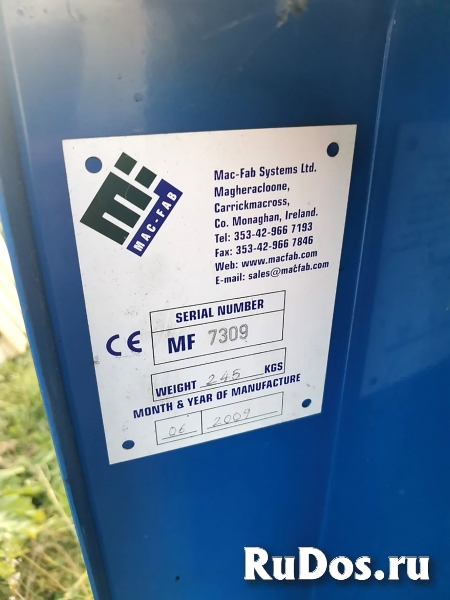 MAC-FAB
Mac-Fab Systems Ltd.
Magheracloone,
Carrickmacross,
Co. Monaghan, Ireland.
Tel: 353-42-966 7193
Fax: 353-42-966 7846
Web: www.macfab.com
E-mail: sales@macfab.com
SERIAL NUMBER
CE MF 7309
WEIGHT 245 KGS
MONTH & YEAR OF MANUFACTURE
06 2009
RuDos.ru